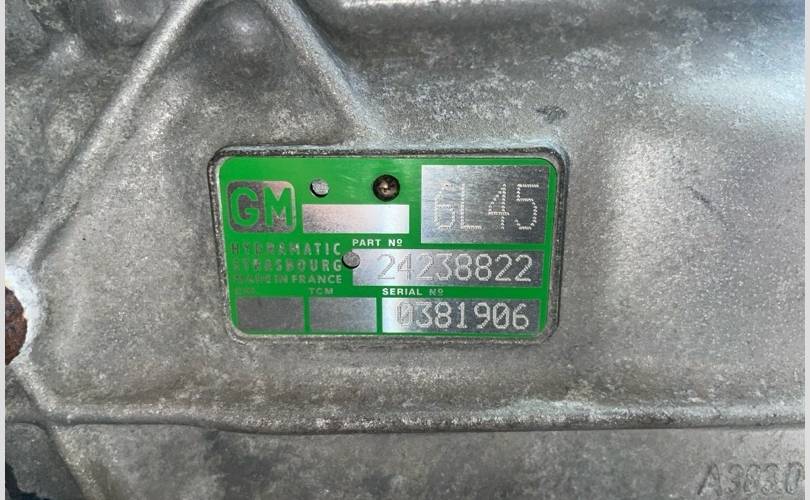 GM
6L45
PART Nº
HYDRAMATIC
STRASBOURG
MADE IN FRANCE
24238822
TCM
SERIAL Nº
0381906